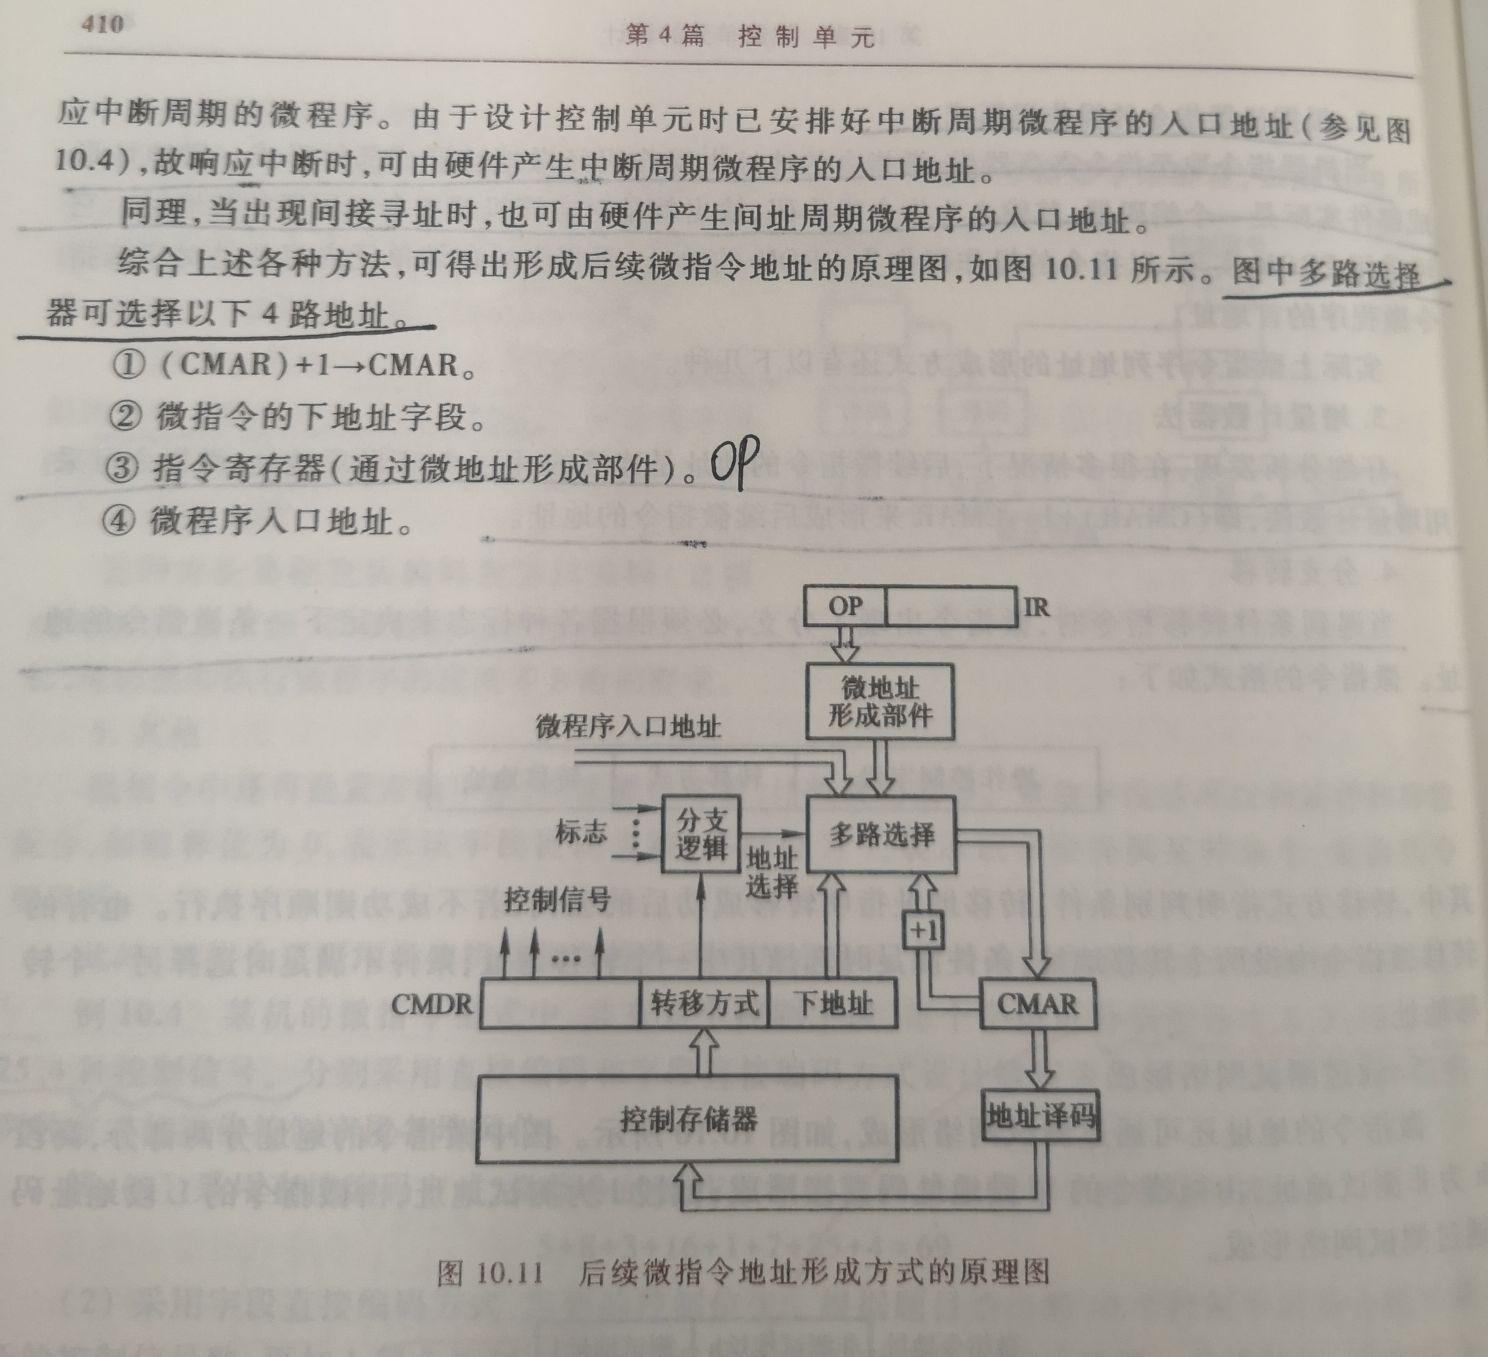 410
第4篇 控制单元
应中断周期的微程序。由于设计控制单元时已安排好中断周期微程序的入口地址(参见图
10.4),故响应中断时,可由硬件产生中断周期微程序的入口地址。
同理,当出现间接寻址时,也可由硬件产生间址周期微程序的入口地址。
综合上述各种方法,可得出形成后续微指令地址的原理图,如图 10.11 所示。图中多路选择
器可选择以下 4 路地址。
① (CMAR)+1→CMAR。
② 微指令的下地址字段。
③ 指令寄存器(通过微地址形成部件)。OP
④ 微程序入口地址。
OP
IR
微地址
形成部件
微程序入口地址
标志
分支
逻辑
地址
选择
多路选择
控制信号
+1
CMDR
转移方式
下地址
CMAR
控制存储器
地址译码
图 10.11 后续微指令地址形成方式的原理图